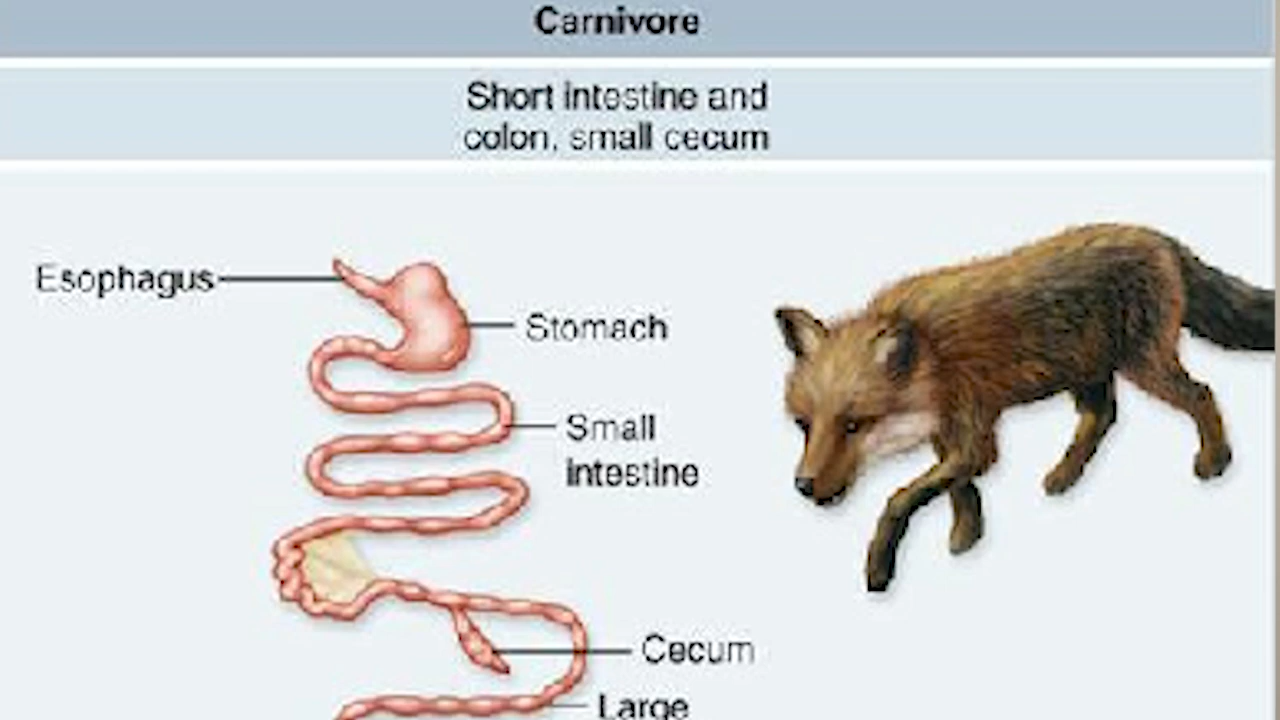 Carnivore
Short intestine and
colon, small cecum
Esophagus
Stomach
Small
intestine
Cecum
Large